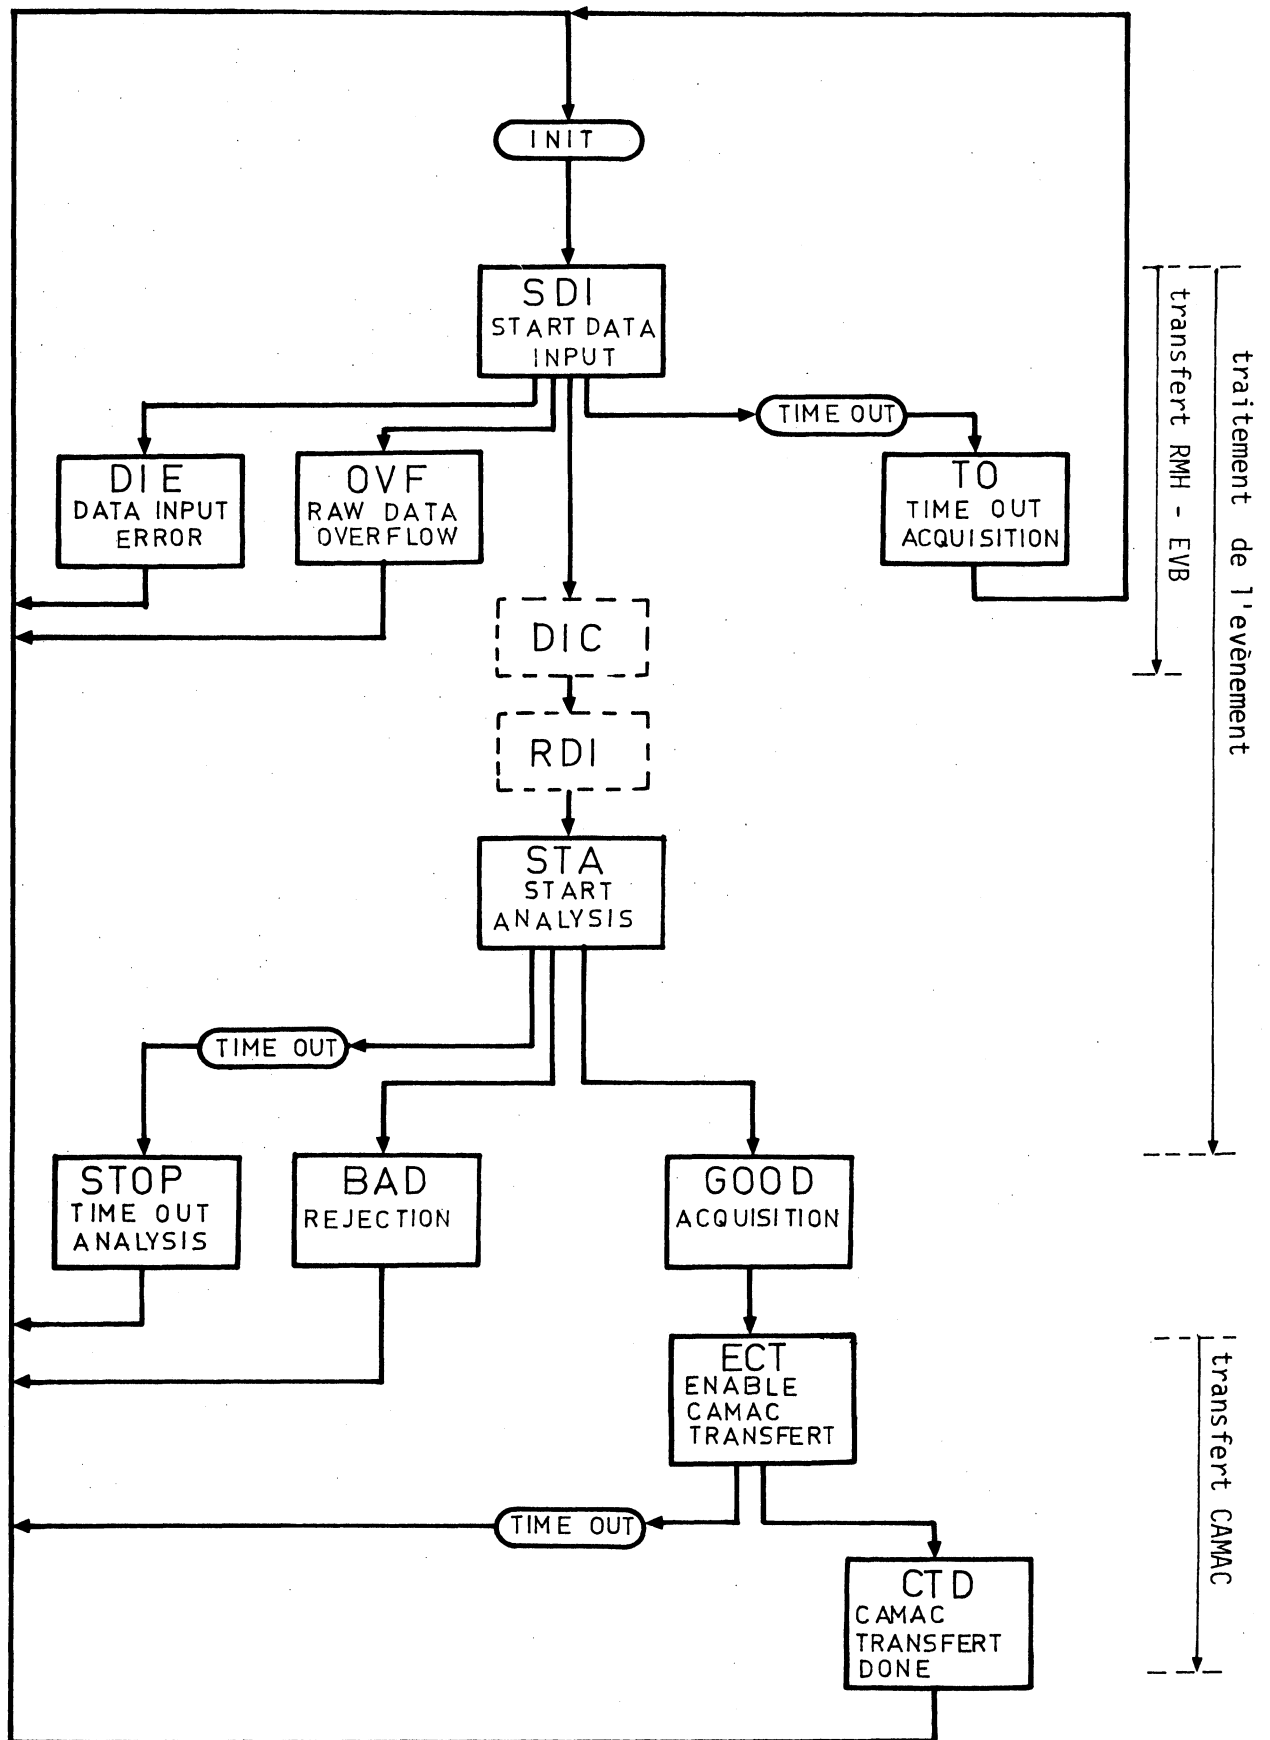 INIT
SDI
START DATA
INPUT
TIME OUT
DIE
DATA INPUT
ERROR
OVF
RAW DATA
OVERFLOW
TO
TIME OUT
ACQUISITION
transfert RMH - EVB
traitement de l'evènement
DIC
RDI
STA
START
ANALYSIS
TIME OUT
STOP
TIME OUT
ANALYSIS
BAD
REJECTION
GOOD
ACQUISITION
ECT
ENABLE
CAMAC
TRANSFERT
transfert CAMAC
TIME OUT
CTD
CAMAC
TRANSFERT
DONE